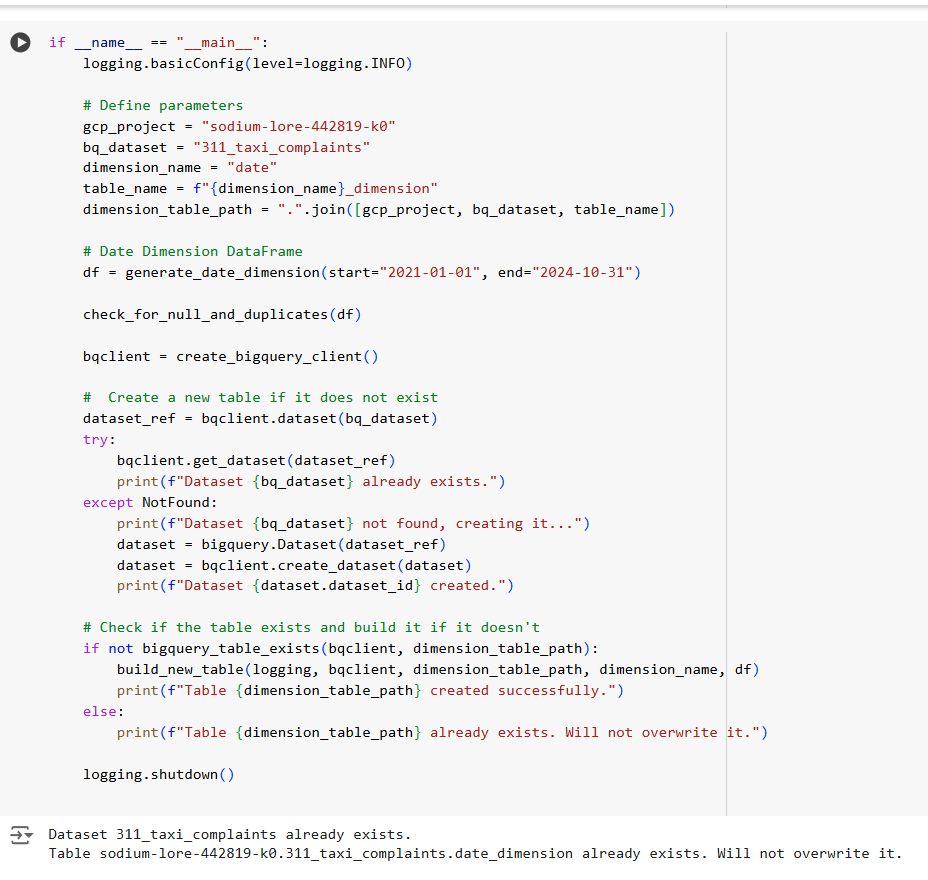 if __name__ == "__main__":
    logging.basicConfig(level=logging.INFO)

    # Define parameters
    gcp_project = "sodium-lore-442819-k0"
    bq_dataset = "311_taxi_complaints"
    dimension_name = "date"
    table_name = f"{dimension_name}_dimension"
    dimension_table_path = ".".join([gcp_project, bq_dataset, table_name])

    # Date Dimension DataFrame
    df = generate_date_dimension(start="2021-01-01", end="2024-10-31")

    check_for_null_and_duplicates(df)

    bqclient = create_bigquery_client()

    #  Create a new table if it does not exist
    dataset_ref = bqclient.dataset(bq_dataset)
    try:
        bqclient.get_dataset(dataset_ref)
        print(f"Dataset {bq_dataset} already exists.")
    except NotFound:
        print(f"Dataset {bq_dataset} not found, creating it...")
        dataset = bigquery.Dataset(dataset_ref)
        dataset = bqclient.create_dataset(dataset)
        print(f"Dataset {dataset.dataset_id} created.")

    # Check if the table exists and build it if it doesn't
    if not bigquery_table_exists(bqclient, dimension_table_path):
        build_new_table(logging, bqclient, dimension_table_path, dimension_name, df)
        print(f"Table {dimension_table_path} created successfully.")
    else:
        print(f"Table {dimension_table_path} already exists. Will not overwrite it.")

    logging.shutdown()

Dataset 311_taxi_complaints already exists.
Table sodium-lore-442819-k0.311_taxi_complaints.date_dimension already exists. Will not overwrite it.